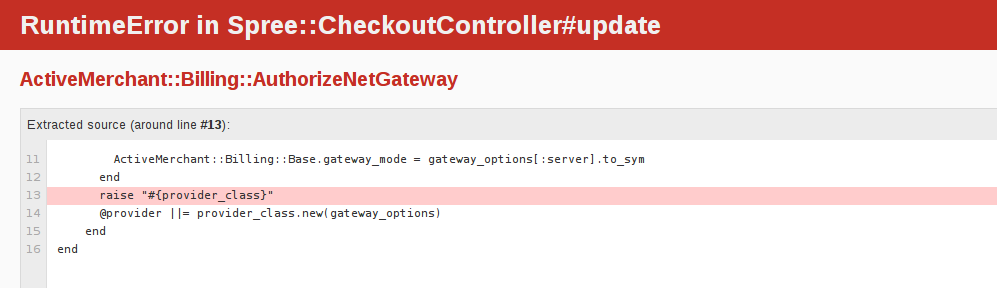 RuntimeError in Spree::CheckoutController#update
ActiveMerchant::Billing::AuthorizeNetGateway
Extracted source (around line #13):
11 ActiveMerchant::Billing::Base.gateway_mode = gateway_options[:server].to_sym
12 end
13 raise "#{provider_class}"
14 @provider ||= provider_class.new(gateway_options)
15 end
16 end